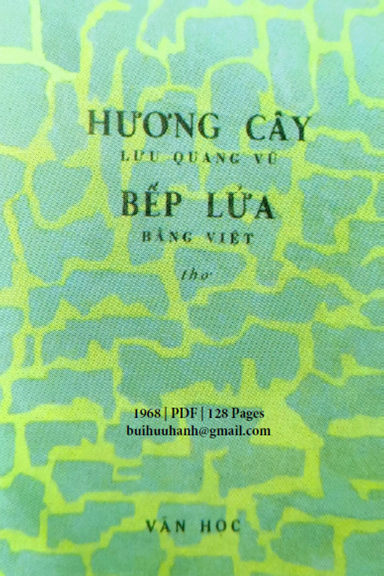 HƯƠNG CÂY
LƯU QUANG VŨ
BẾP LỬA
BẰNG VIỆT
thơ
1968 | PDF | 128 Pages
buihuuhanh@gmail.com
VĂN HỌC